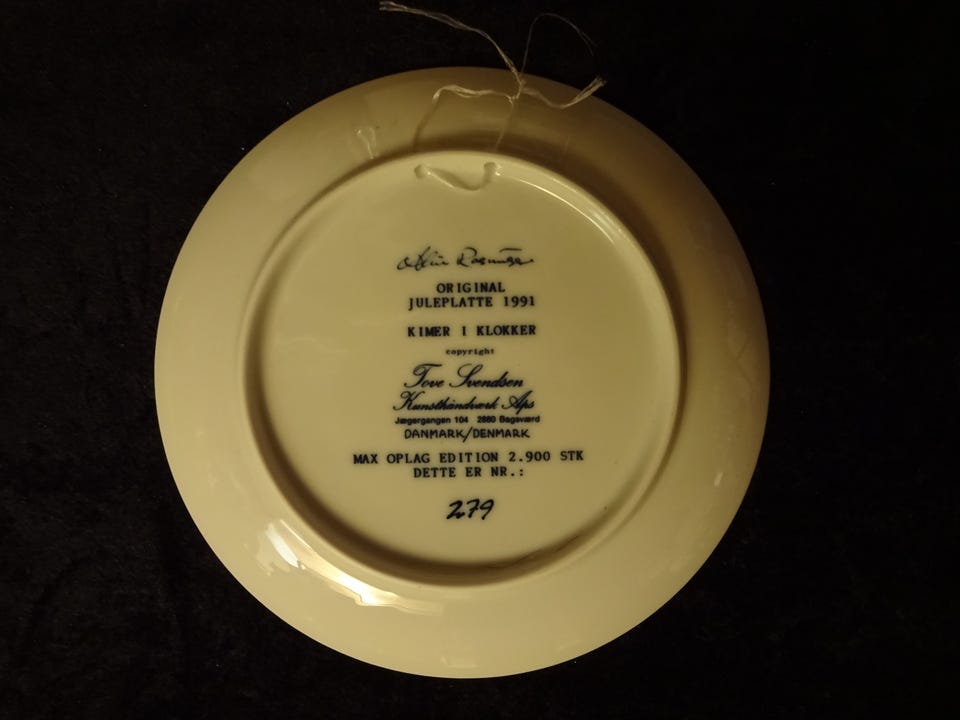 ORIGINAL
JULEPLATTE 1991
KIMER I KLOKKER
copyright
Tove Svendsen
Kunsthåndværk Aps
Jægergangen 104 2880 Bagsværd
DANMARK/DENMARK
MAX OPLAG EDITION 2.900 STK
DETTE ER NR.:
279